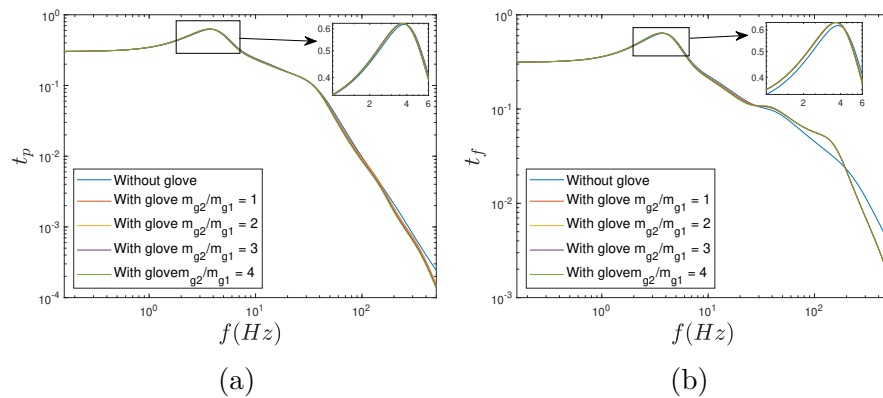 10^0
10^-1
10^-2
10^-3
10^-4
t_p
10^0
10^1
10^2
f(Hz)
0.6
0.4
2
4
6
Without glove
With glove m_g2/m_g1 = 1
With glove m_g2/m_g1 = 2
With glove m_g2/m_g1 = 3
With glovem_g2/m_g1 = 4
(a)
10^0
10^-1
10^-2
10^-3
t_f
10^0
10^1
10^2
f(Hz)
0.6
0.4
2
4
6
Without glove
With glove m_g2/m_g1 = 1
With glove m_g2/m_g1 = 2
With glove m_g2/m_g1 = 3
With glovem_g2/m_g1 = 4
(b)